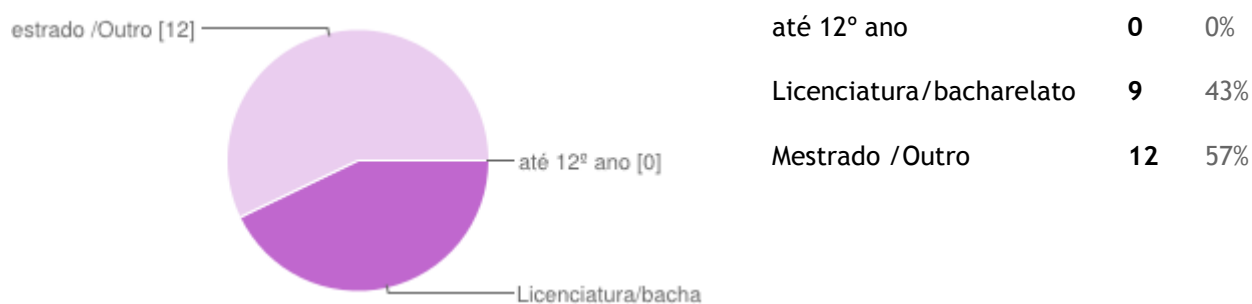 estrado /Outro [12]
até 12º ano [0]
Licenciatura/bacha
até 12º ano 0 0%
Licenciatura/bacharelato 9 43%
Mestrado /Outro 12 57%